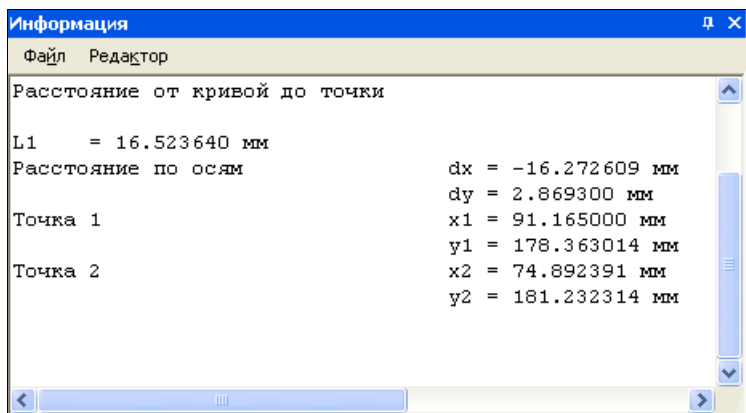 Информация
Файл Редактор
Расстояние от кривой до точки
L1 = 16.523640 мм
Расстояние по осям dx = -16.272609 мм
dy = 2.869300 мм
Точка 1 x1 = 91.165000 мм
y1 = 178.363014 мм
Точка 2 x2 = 74.892391 мм
y2 = 181.232314 мм